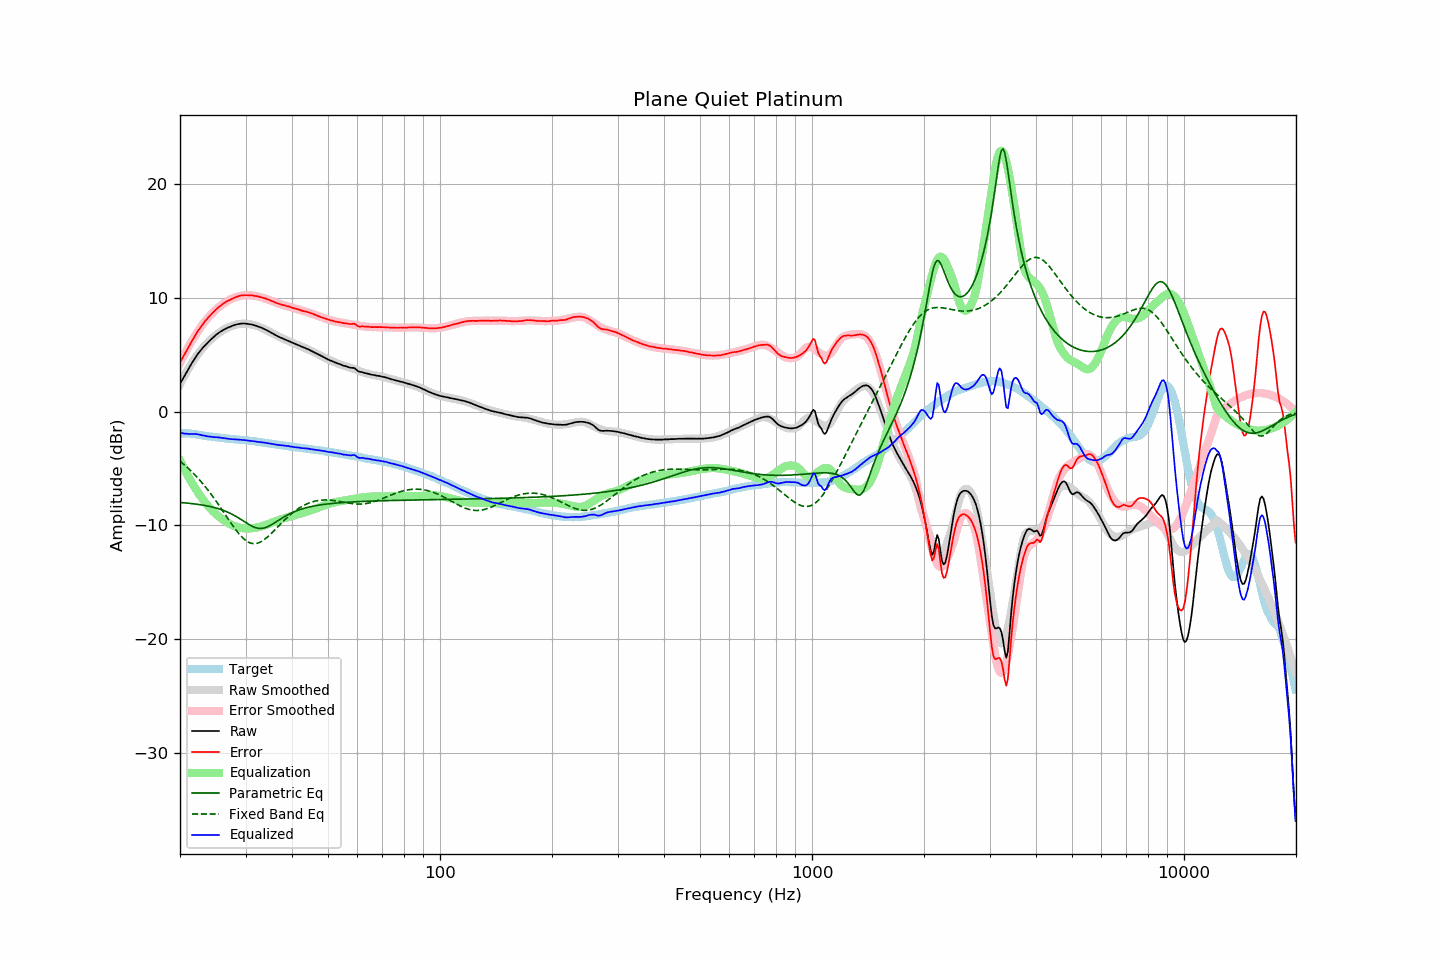 Plane Quiet Platinum
Amplitude (dBr)
20
10
0
−10
−20
−30
Target
Raw Smoothed
Error Smoothed
Raw
Error
Equalization
Parametric Eq
Fixed Band Eq
Equalized
100
1000
10000
Frequency (Hz)